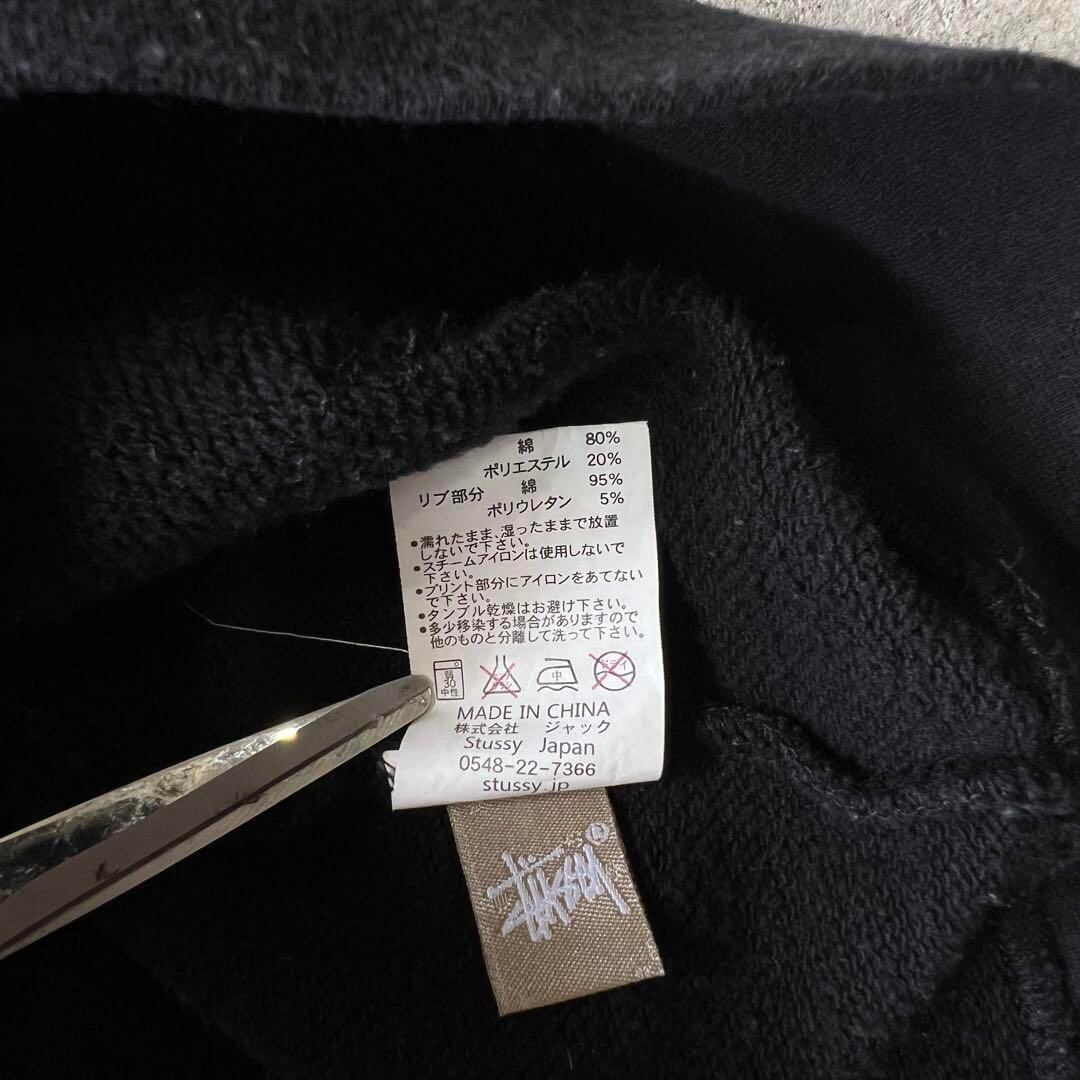 綿 80%
ポリエステル 20%
リブ部分 綿 95%
ポリウレタン 5%
●濡れたまま、湿ったままで放置
しないで下さい。
●スチームアイロンは使用しないで
下さい。
●プリント部分にアイロンをあてない
で下さい。
●タンブル乾燥はお避け下さい。
●多少移染する場合がありますので
他のものと分離して洗って下さい。
弱
30
中性
中
ドライ
MADE IN CHINA
株式会社 ジャック
Stussy Japan
0548-22-7366
stussy.jp
Stüssy ®